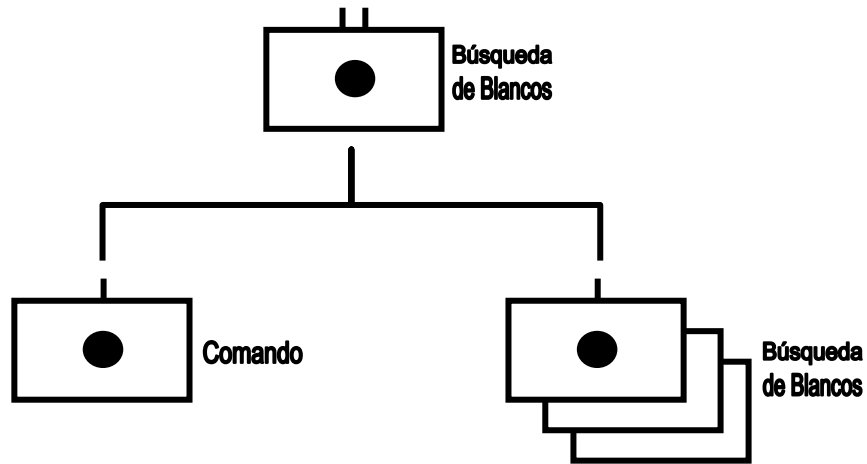 Búsqueda
de Blancos
Comando
Búsqueda
de Blancos